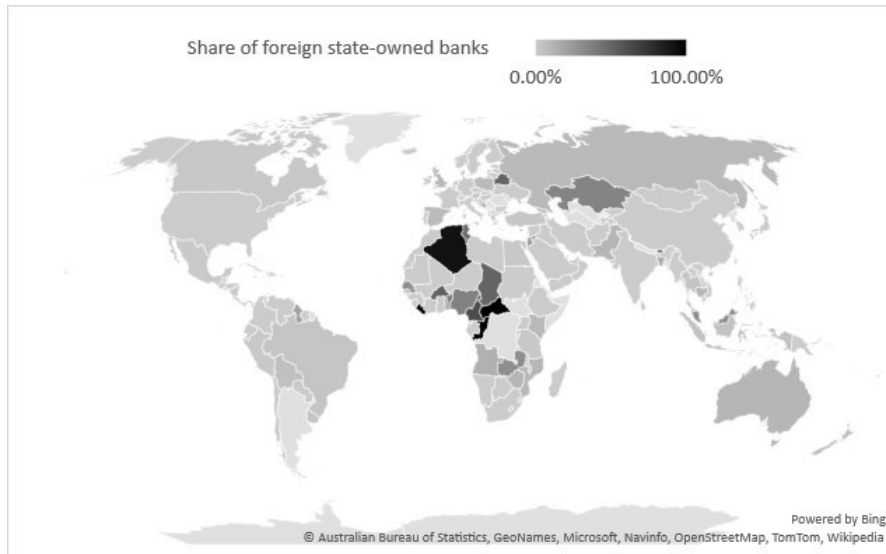 Share of foreign state-owned banks
0.00% 100.00%
Powered by Bing
© Australian Bureau of Statistics, GeoNames, Microsoft, Navinfo, OpenStreetMap, TomTom, Wikipedia